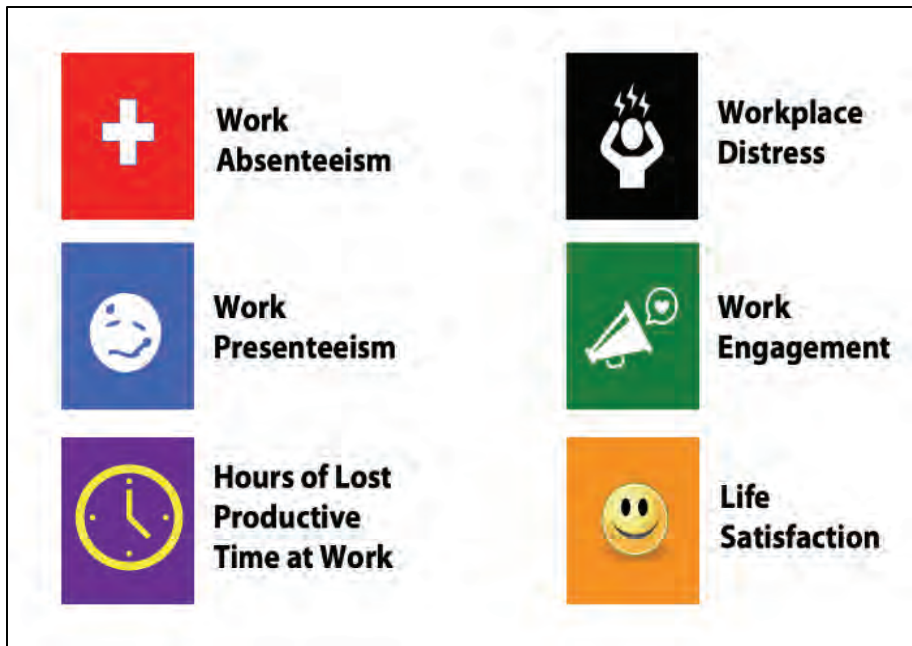 Work
Absenteeism
Work
Presenteeism
Hours of Lost
Productive
Time at Work
Workplace
Distress
Work
Engagement
Life
Satisfaction